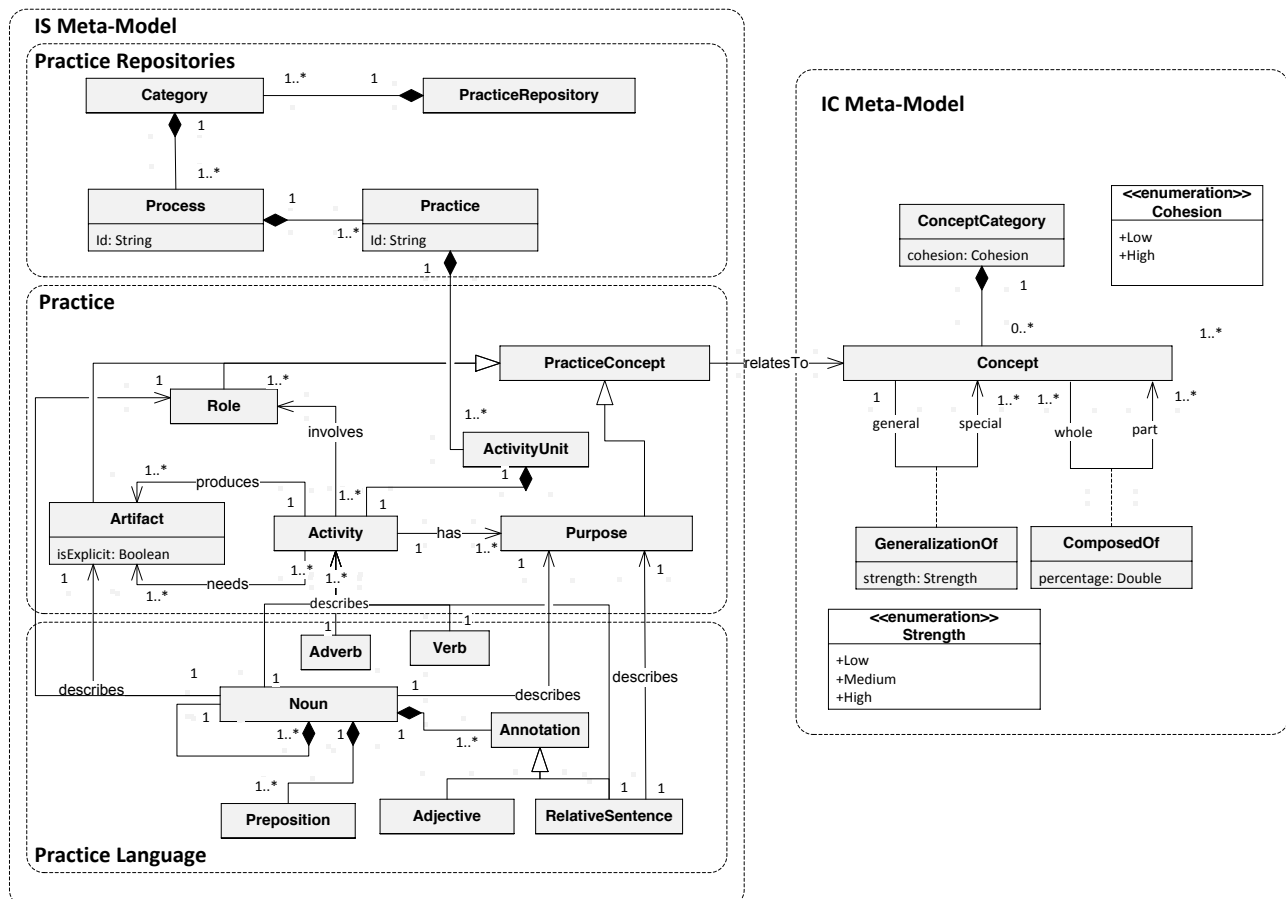 IS Meta-Model
Practice Repositories
1..*
1
Category
PracticeRepository
1
1..*
Process
Id: String
1
1..*
Practice
Id: String
1
IC Meta-Model
<<enumeration>>
Cohesion
+Low
+High
ConceptCategory
cohesion: Cohesion
1
0..*
1..*
Concept
1
1..*
1..*
1..*
general
special
whole
part
GeneralizationOf
strength: Strength
ComposedOf
percentage: Double
<<enumeration>>
Strength
+Low
+Medium
+High
Practice
PracticeConcept
relatesTo
1
1..*
Role
1..*
involves
ActivityUnit
1
1..*
produces
1
1..*
1
Artifact
isExplicit: Boolean
Activity
has
1
1..*
Purpose
1
1..*
needs
1..*
1..*
1
1
describes
1
1
Adverb
Verb
1
describes
1
1
describes
describes
Noun
1
1..*
1
1
1..*
Annotation
1..*
Preposition
Adjective
RelativeSentence
1
1
Practice Language